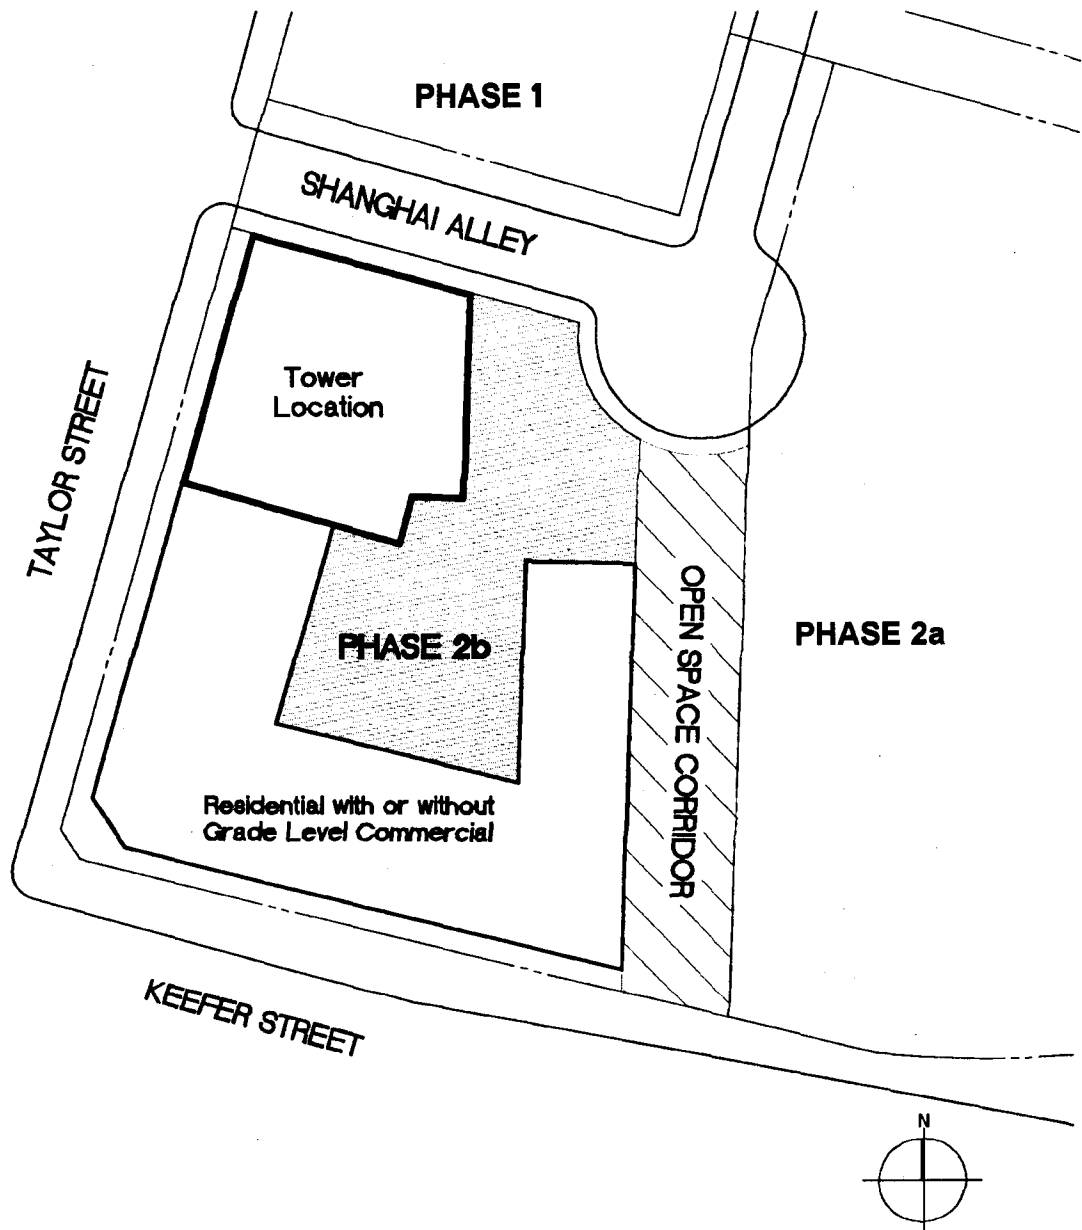 PHASE 1
SHANGHAI ALLEY
Tower
Location
TAYLOR STREET
OPEN SPACE CORRIDOR
PHASE 2a
PHASE 2b
Residential with or without
Grade Level Commercial
KEEFER STREET
N